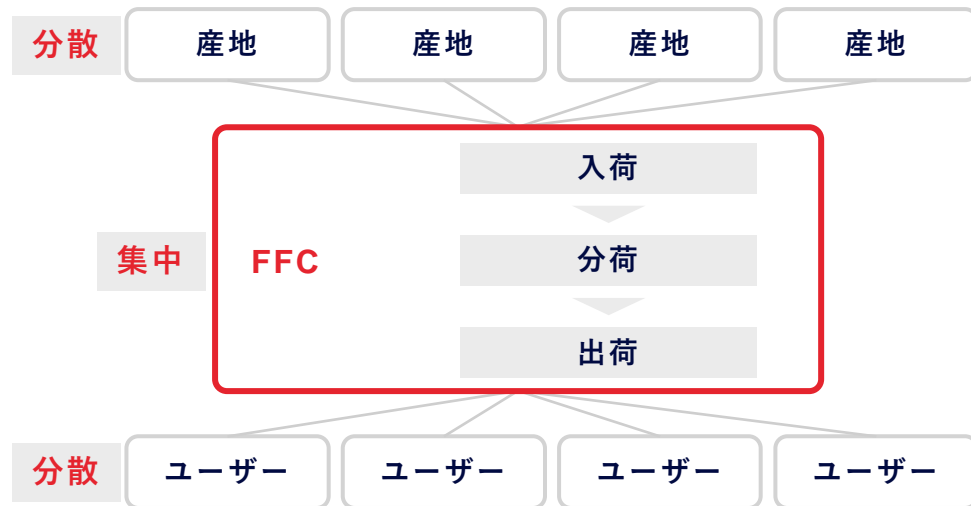 分散 産地 産地 産地 産地
入荷
集中 FFC 分荷
出荷
分散 ユーザー ユーザー ユーザー ユーザー